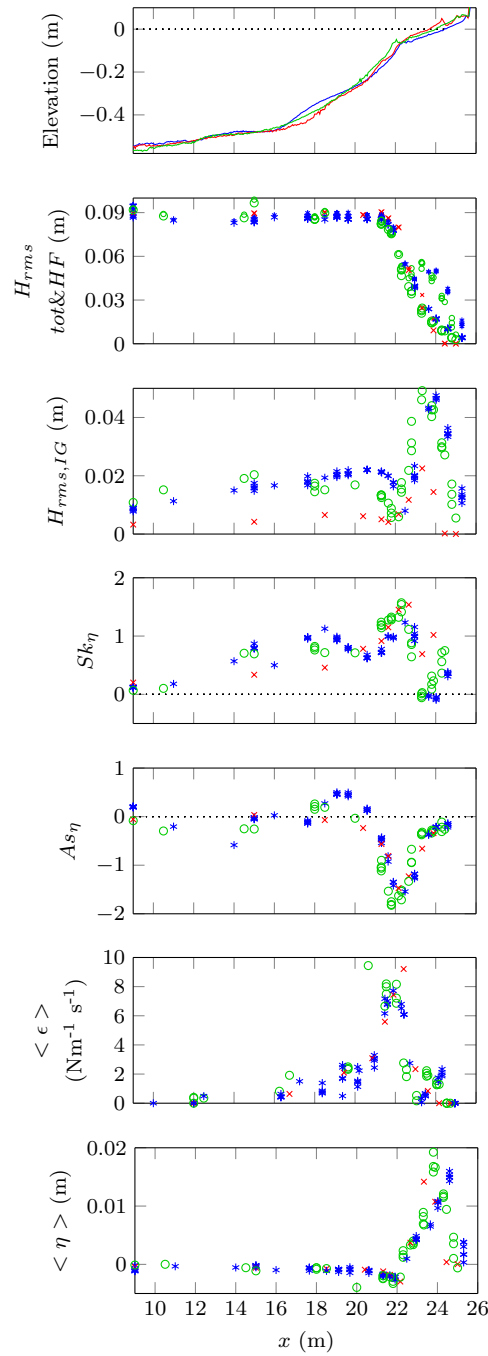 0
−0.2
−0.4
Elevation (m)
0.09
0.06
0.03
0
H_rms
tot&HF (m)
0.04
0.02
0
H_rms,IG (m)
2
1
0
Sk_η
1
0
−1
−2
As_η
10
8
6
4
2
0
< ϵ >
(Nm⁻¹ s⁻¹)
0.02
0.01
0
< η > (m)
10 12 14 16 18 20 22 24 26
x (m)